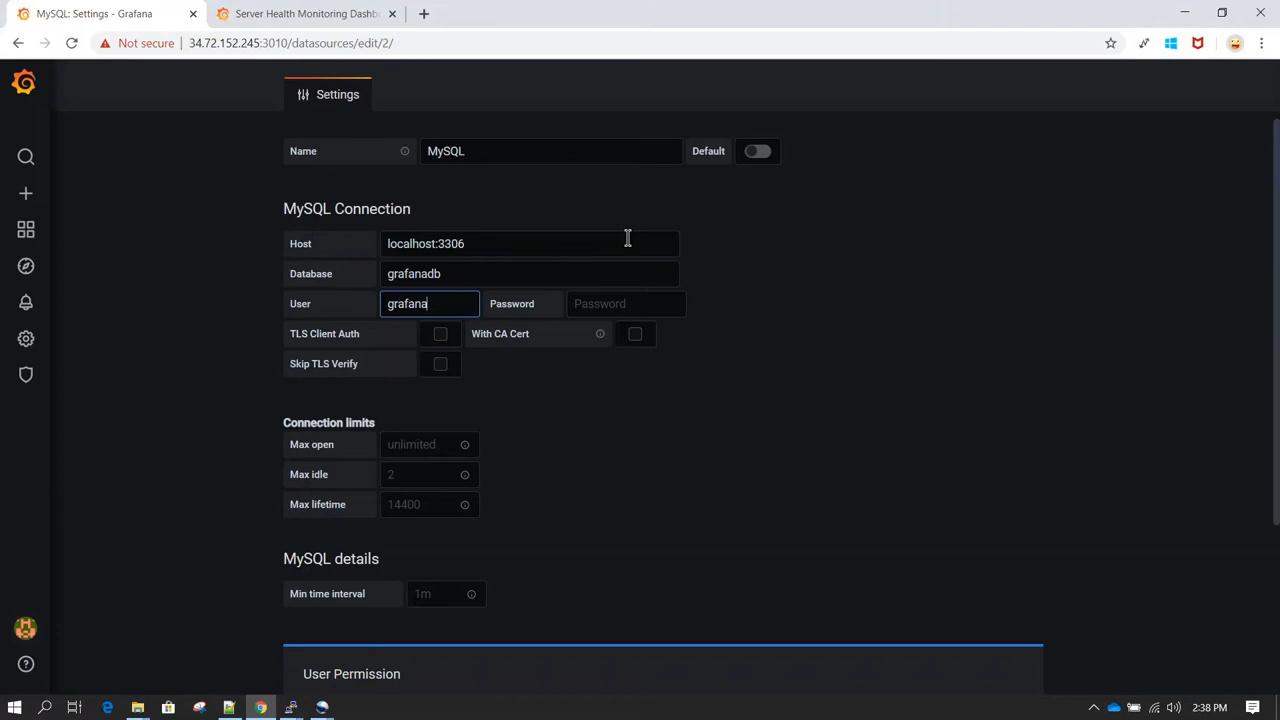 MySQL: Settings - Grafana
Server Health Monitoring Dashb
Not secure
34.72.152.245:3010/datasources/edit/2/
Settings
Name
MySQL
Default
MySQL Connection
Host
localhost:3306
Database
grafanadb
User
grafana
Password
Password
TLS Client Auth
With CA Cert
Skip TLS Verify
Connection limits
Max open
unlimited
Max idle
2
Max lifetime
14400
MySQL details
Min time interval
1m
User Permission
2:38 PM